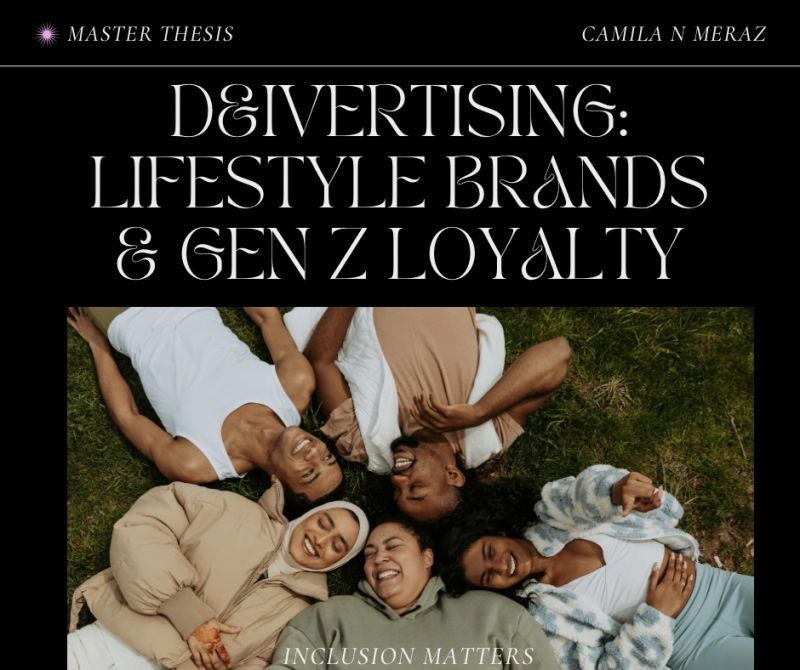 MASTER THESIS
CAMILA N MERAZ
D&IVERTISING:
LIFESTYLE BRANDS
& GEN Z LOYALTY
INCLUSION MATTERS